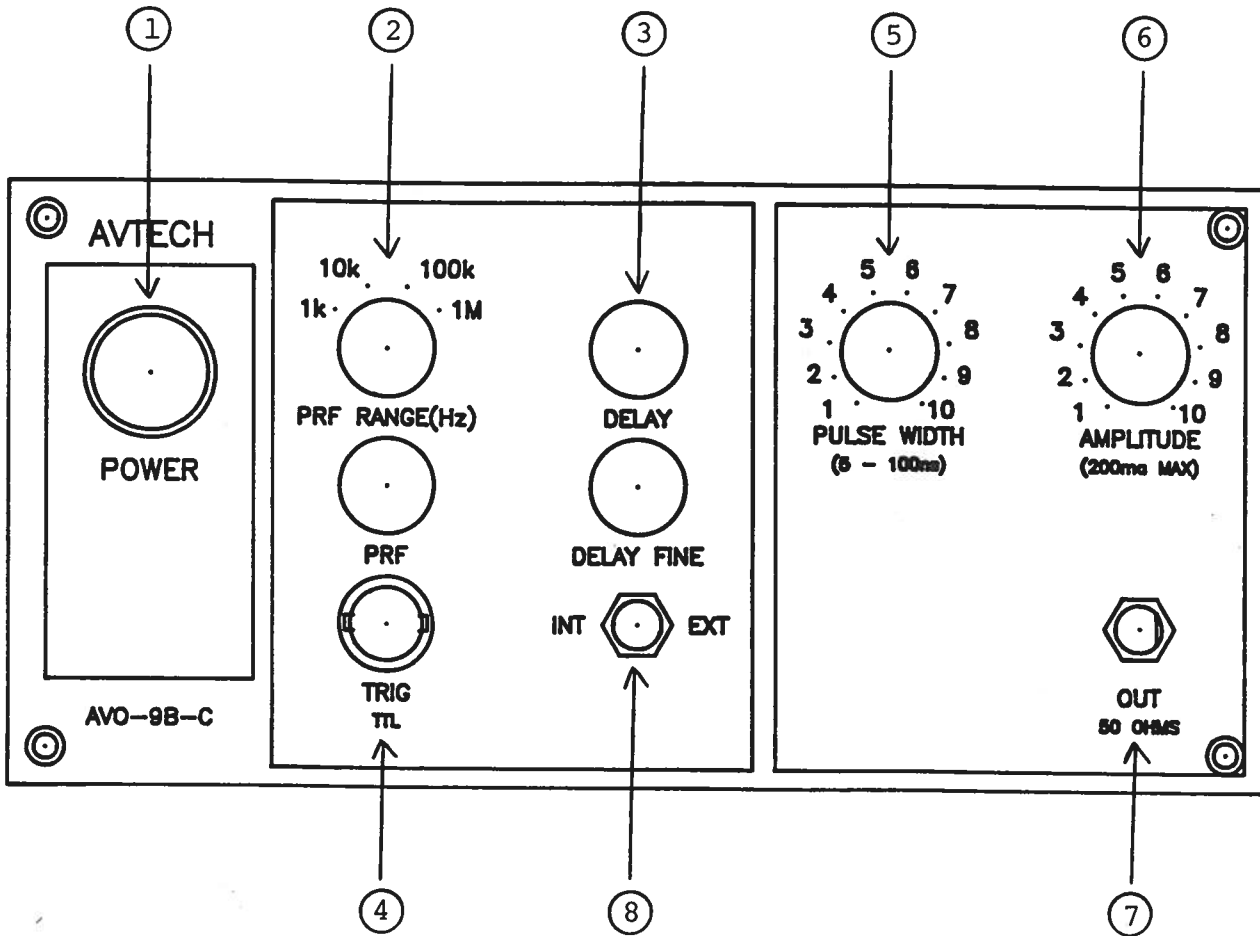 1 2 3 5 6
AVTECH
POWER
AVO-9B-C
10k 100k
1k 1M
PRF RANGE(Hz)
PRF
TRIG
TTL
DELAY
DELAY FINE
INT EXT
5 6
4 7
3 8
2 9
1 10
PULSE WIDTH
(5 - 100ns)
5 6
4 7
3 8
2 9
1 10
AMPLITUDE
(200ma MAX)
OUT
50 OHMS
4 8 7